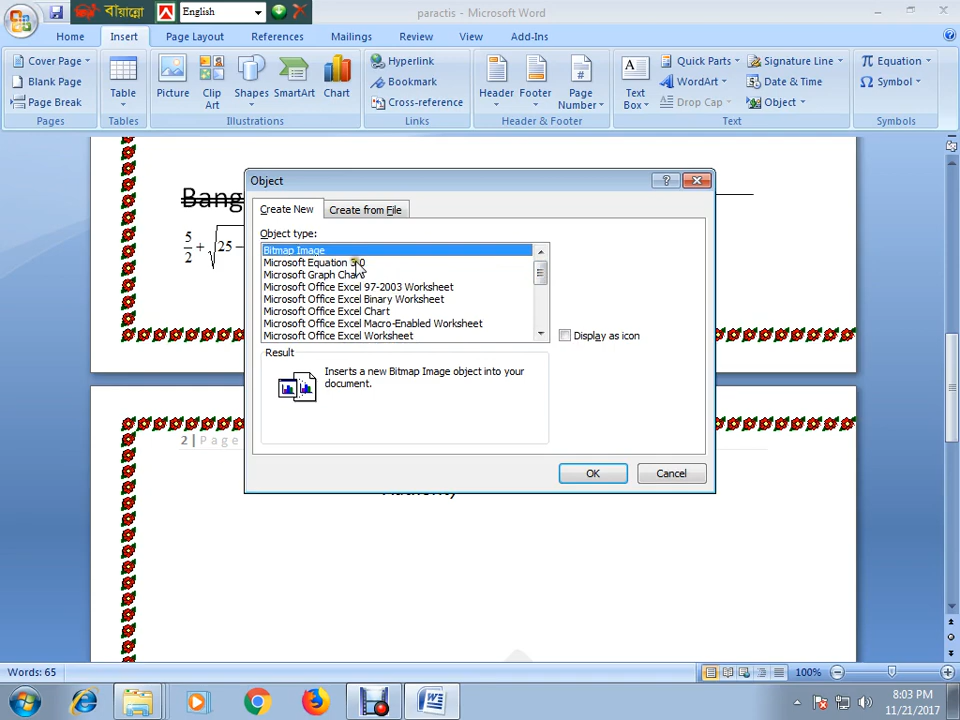 বায়ান্নো
English
paractis - Microsoft Word
Home Insert Page Layout References Mailings Review View Add-Ins
Cover Page
Blank Page
Page Break
Pages
Table
Tables
Picture
Clip
Art
Shapes
SmartArt
Chart
Illustrations
Hyperlink
Bookmark
Cross-reference
Links
Header
Footer
Page
Number
Header & Footer
Text
Box
Quick Parts
WordArt
Drop Cap
Signature Line
Date & Time
Object
Text
π Equation
Ω Symbol
Symbols
Bang
5/2 + √25 −
Object
Create New Create from File
Object type:
Bitmap Image
Microsoft Equation 3.0
Microsoft Graph Chart
Microsoft Office Excel 97-2003 Worksheet
Microsoft Office Excel Binary Worksheet
Microsoft Office Excel Chart
Microsoft Office Excel Macro-Enabled Worksheet
Microsoft Office Excel Worksheet
Display as icon
Result
Inserts a new Bitmap Image object into your
document.
OK Cancel
2 | Page
Authority
Words: 65
100%
8:03 PM
11/21/2017